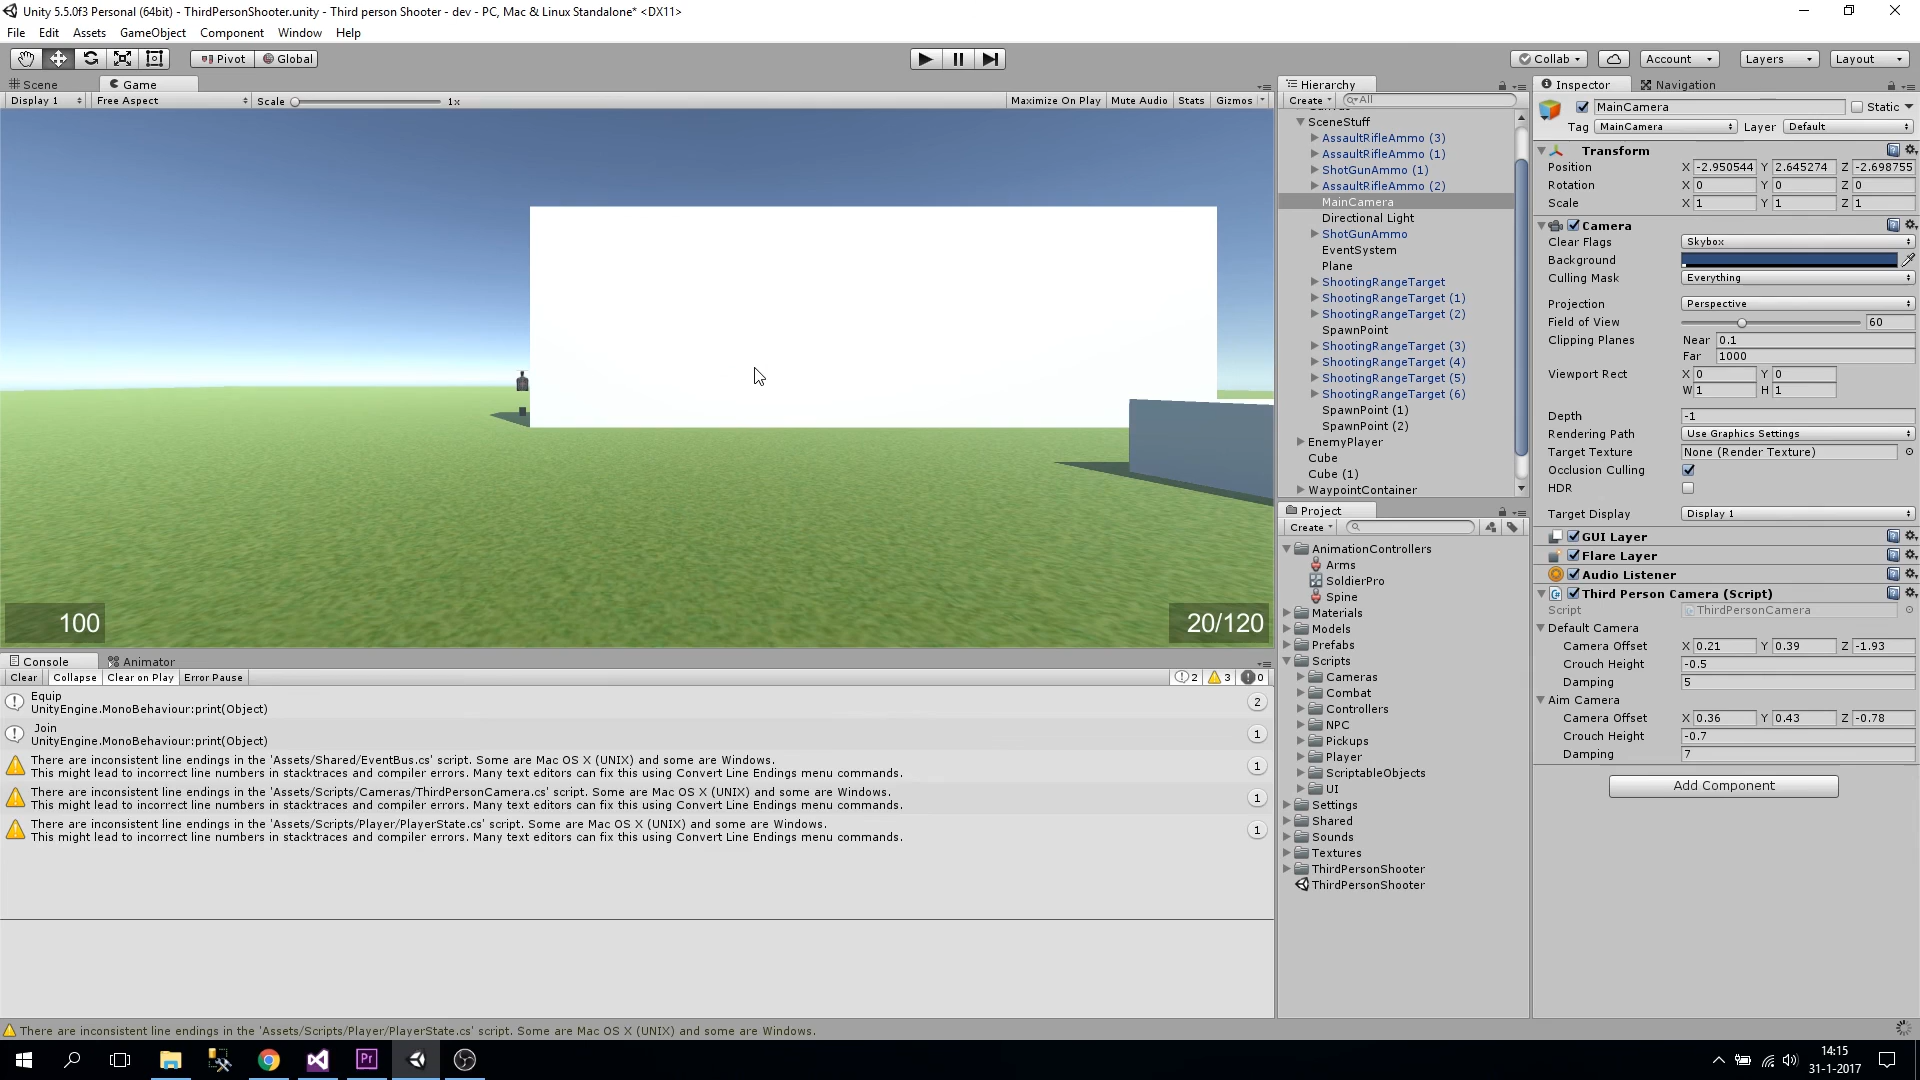 Unity 5.5.0f3 Personal (64bit) - ThirdPersonShooter.unity - Third person Shooter - dev - PC, Mac & Linux Standalone* <DX11>
File Edit Assets GameObject Component Window Help
Pivot Global Collab Account Layers Layout
Scene Game
Display 1 Free Aspect Scale 1x Maximize On Play Mute Audio Stats Gizmos
100
20/120
Console Animator
Clear Collapse Clear on Play Error Pause 2 3 0
Equip
UnityEngine.MonoBehaviour:print(Object) 2
Join
UnityEngine.MonoBehaviour:print(Object) 1
There are inconsistent line endings in the 'Assets/Shared/EventBus.cs' script. Some are Mac OS X (UNIX) and some are Windows.
This might lead to incorrect line numbers in stacktraces and compiler errors. Many text editors can fix this using Convert Line Endings menu commands. 1
There are inconsistent line endings in the 'Assets/Scripts/Cameras/ThirdPersonCamera.cs' script. Some are Mac OS X (UNIX) and some are Windows.
This might lead to incorrect line numbers in stacktraces and compiler errors. Many text editors can fix this using Convert Line Endings menu commands. 1
There are inconsistent line endings in the 'Assets/Scripts/Player/PlayerState.cs' script. Some are Mac OS X (UNIX) and some are Windows.
This might lead to incorrect line numbers in stacktraces and compiler errors. Many text editors can fix this using Convert Line Endings menu commands. 1
Hierarchy
Create All
SceneStuff
AssaultRifleAmmo (3)
AssaultRifleAmmo (1)
ShotGunAmmo (1)
AssaultRifleAmmo (2)
MainCamera
Directional Light
ShotGunAmmo
EventSystem
Plane
ShootingRangeTarget
ShootingRangeTarget (1)
ShootingRangeTarget (2)
SpawnPoint
ShootingRangeTarget (3)
ShootingRangeTarget (4)
ShootingRangeTarget (5)
ShootingRangeTarget (6)
SpawnPoint (1)
SpawnPoint (2)
EnemyPlayer
Cube
Cube (1)
WaypointContainer
Project
Create
AnimationControllers
Arms
SoldierPro
Spine
Materials
Models
Prefabs
Scripts
Cameras
Combat
Controllers
NPC
Pickups
Player
ScriptableObjects
UI
Settings
Shared
Sounds
Textures
ThirdPersonShooter
ThirdPersonShooter
Inspector Navigation
MainCamera Static
Tag MainCamera Layer Default
Transform
Position X -2.950544 Y 2.645274 Z -2.698755
Rotation X 0 Y 0 Z 0
Scale X 1 Y 1 Z 1
Camera
Clear Flags Skybox
Background
Culling Mask Everything
Projection Perspective
Field of View 60
Clipping Planes Near 0.1
Far 1000
Viewport Rect X 0 Y 0
W 1 H 1
Depth -1
Rendering Path Use Graphics Settings
Target Texture None (Render Texture)
Occlusion Culling
HDR
Target Display Display 1
GUI Layer
Flare Layer
Audio Listener
Third Person Camera (Script)
Script ThirdPersonCamera
Default Camera
Camera Offset X 0.21 Y 0.39 Z -1.93
Crouch Height -0.5
Damping 5
Aim Camera
Camera Offset X 0.36 Y 0.43 Z -0.78
Crouch Height -0.7
Damping 7
Add Component
There are inconsistent line endings in the 'Assets/Scripts/Player/PlayerState.cs' script. Some are Mac OS X (UNIX) and some are Windows.
Pr
14:15
31-1-2017